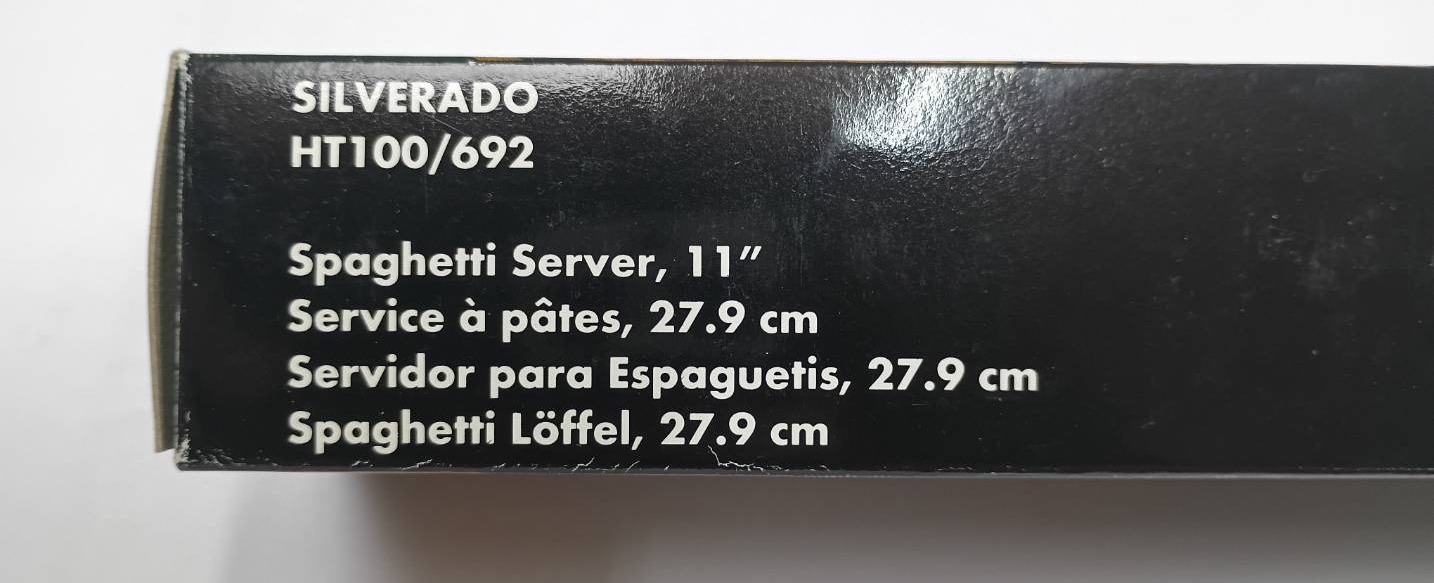 SILVERADO
HT100/692
Spaghetti Server, 11”
Service à pâtes, 27.9 cm
Servidor para Espaguetis, 27.9 cm
Spaghetti Löffel, 27.9 cm